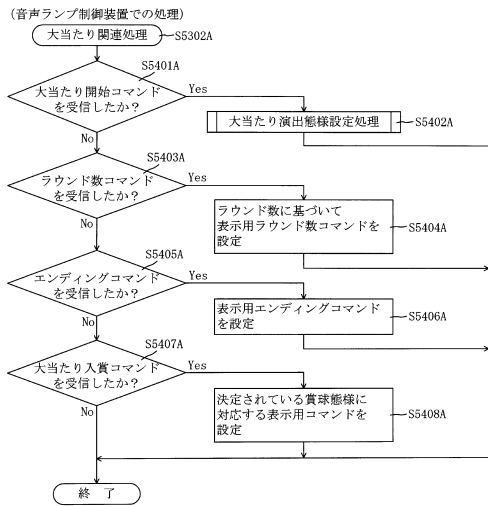 (音声ランプ制御装置での処理)
大当たり関連処理
S5302A
S5401A
大当たり開始コマンド
を受信したか?
Yes
No
大当たり演出態様設定処理
S5402A
S5403A
ラウンド数コマンド
を受信したか?
Yes
No
ラウンド数に基づいて
表示用ラウンド数コマンドを
設定
S5404A
S5405A
エンディングコマンド
を受信したか?
Yes
No
表示用エンディングコマンド
を設定
S5406A
S5407A
大当たり入賞コマンド
を受信したか?
Yes
No
決定されている賞球態様に
対応する表示用コマンドを
設定
S5408A
終 了